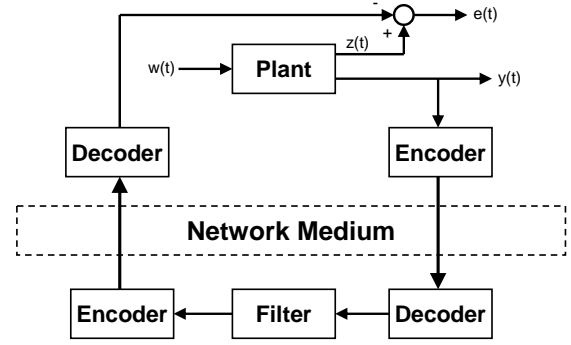 -
e(t)
+
z(t)
w(t)
Plant
y(t)
Decoder
Encoder
Network Medium
Encoder
Filter
Decoder